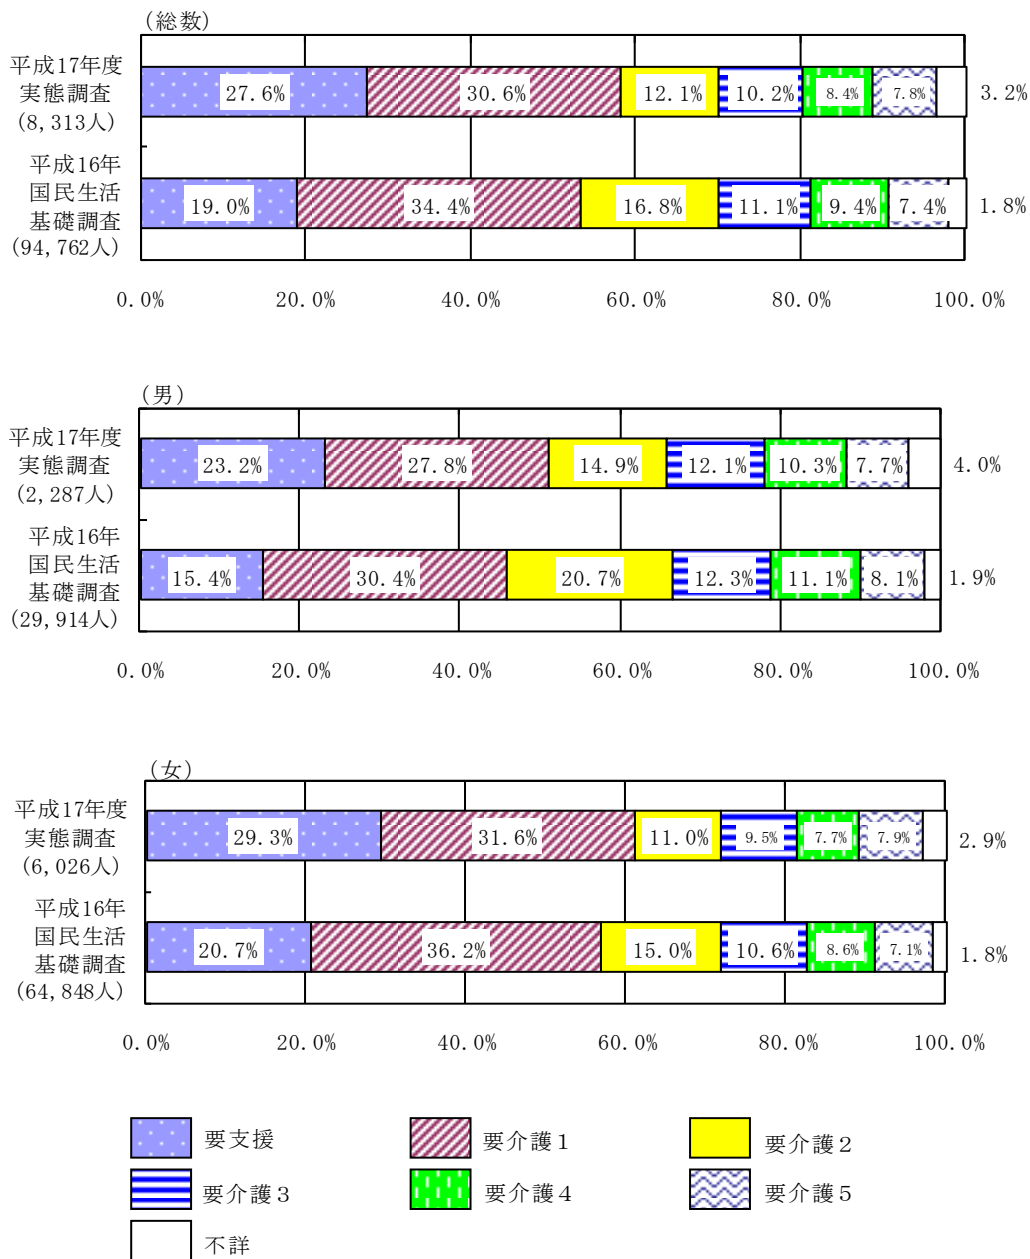 (総数)
平成17年度
実態調査
(8,313人)
27.6% 30.6% 12.1% 10.2% 8.4% 7.8% 3.2%
平成16年
国民生活
基礎調査
(94,762人)
19.0% 34.4% 16.8% 11.1% 9.4% 7.4% 1.8%
0.0% 20.0% 40.0% 60.0% 80.0% 100.0%
(男)
平成17年度
実態調査
(2,287人)
23.2% 27.8% 14.9% 12.1% 10.3% 7.7% 4.0%
平成16年
国民生活
基礎調査
(29,914人)
15.4% 30.4% 20.7% 12.3% 11.1% 8.1% 1.9%
0.0% 20.0% 40.0% 60.0% 80.0% 100.0%
(女)
平成17年度
実態調査
(6,026人)
29.3% 31.6% 11.0% 9.5% 7.7% 7.9% 2.9%
平成16年
国民生活
基礎調査
(64,848人)
20.7% 36.2% 15.0% 10.6% 8.6% 7.1% 1.8%
0.0% 20.0% 40.0% 60.0% 80.0% 100.0%
要支援 要介護1 要介護2
要介護3 要介護4 要介護5
不詳